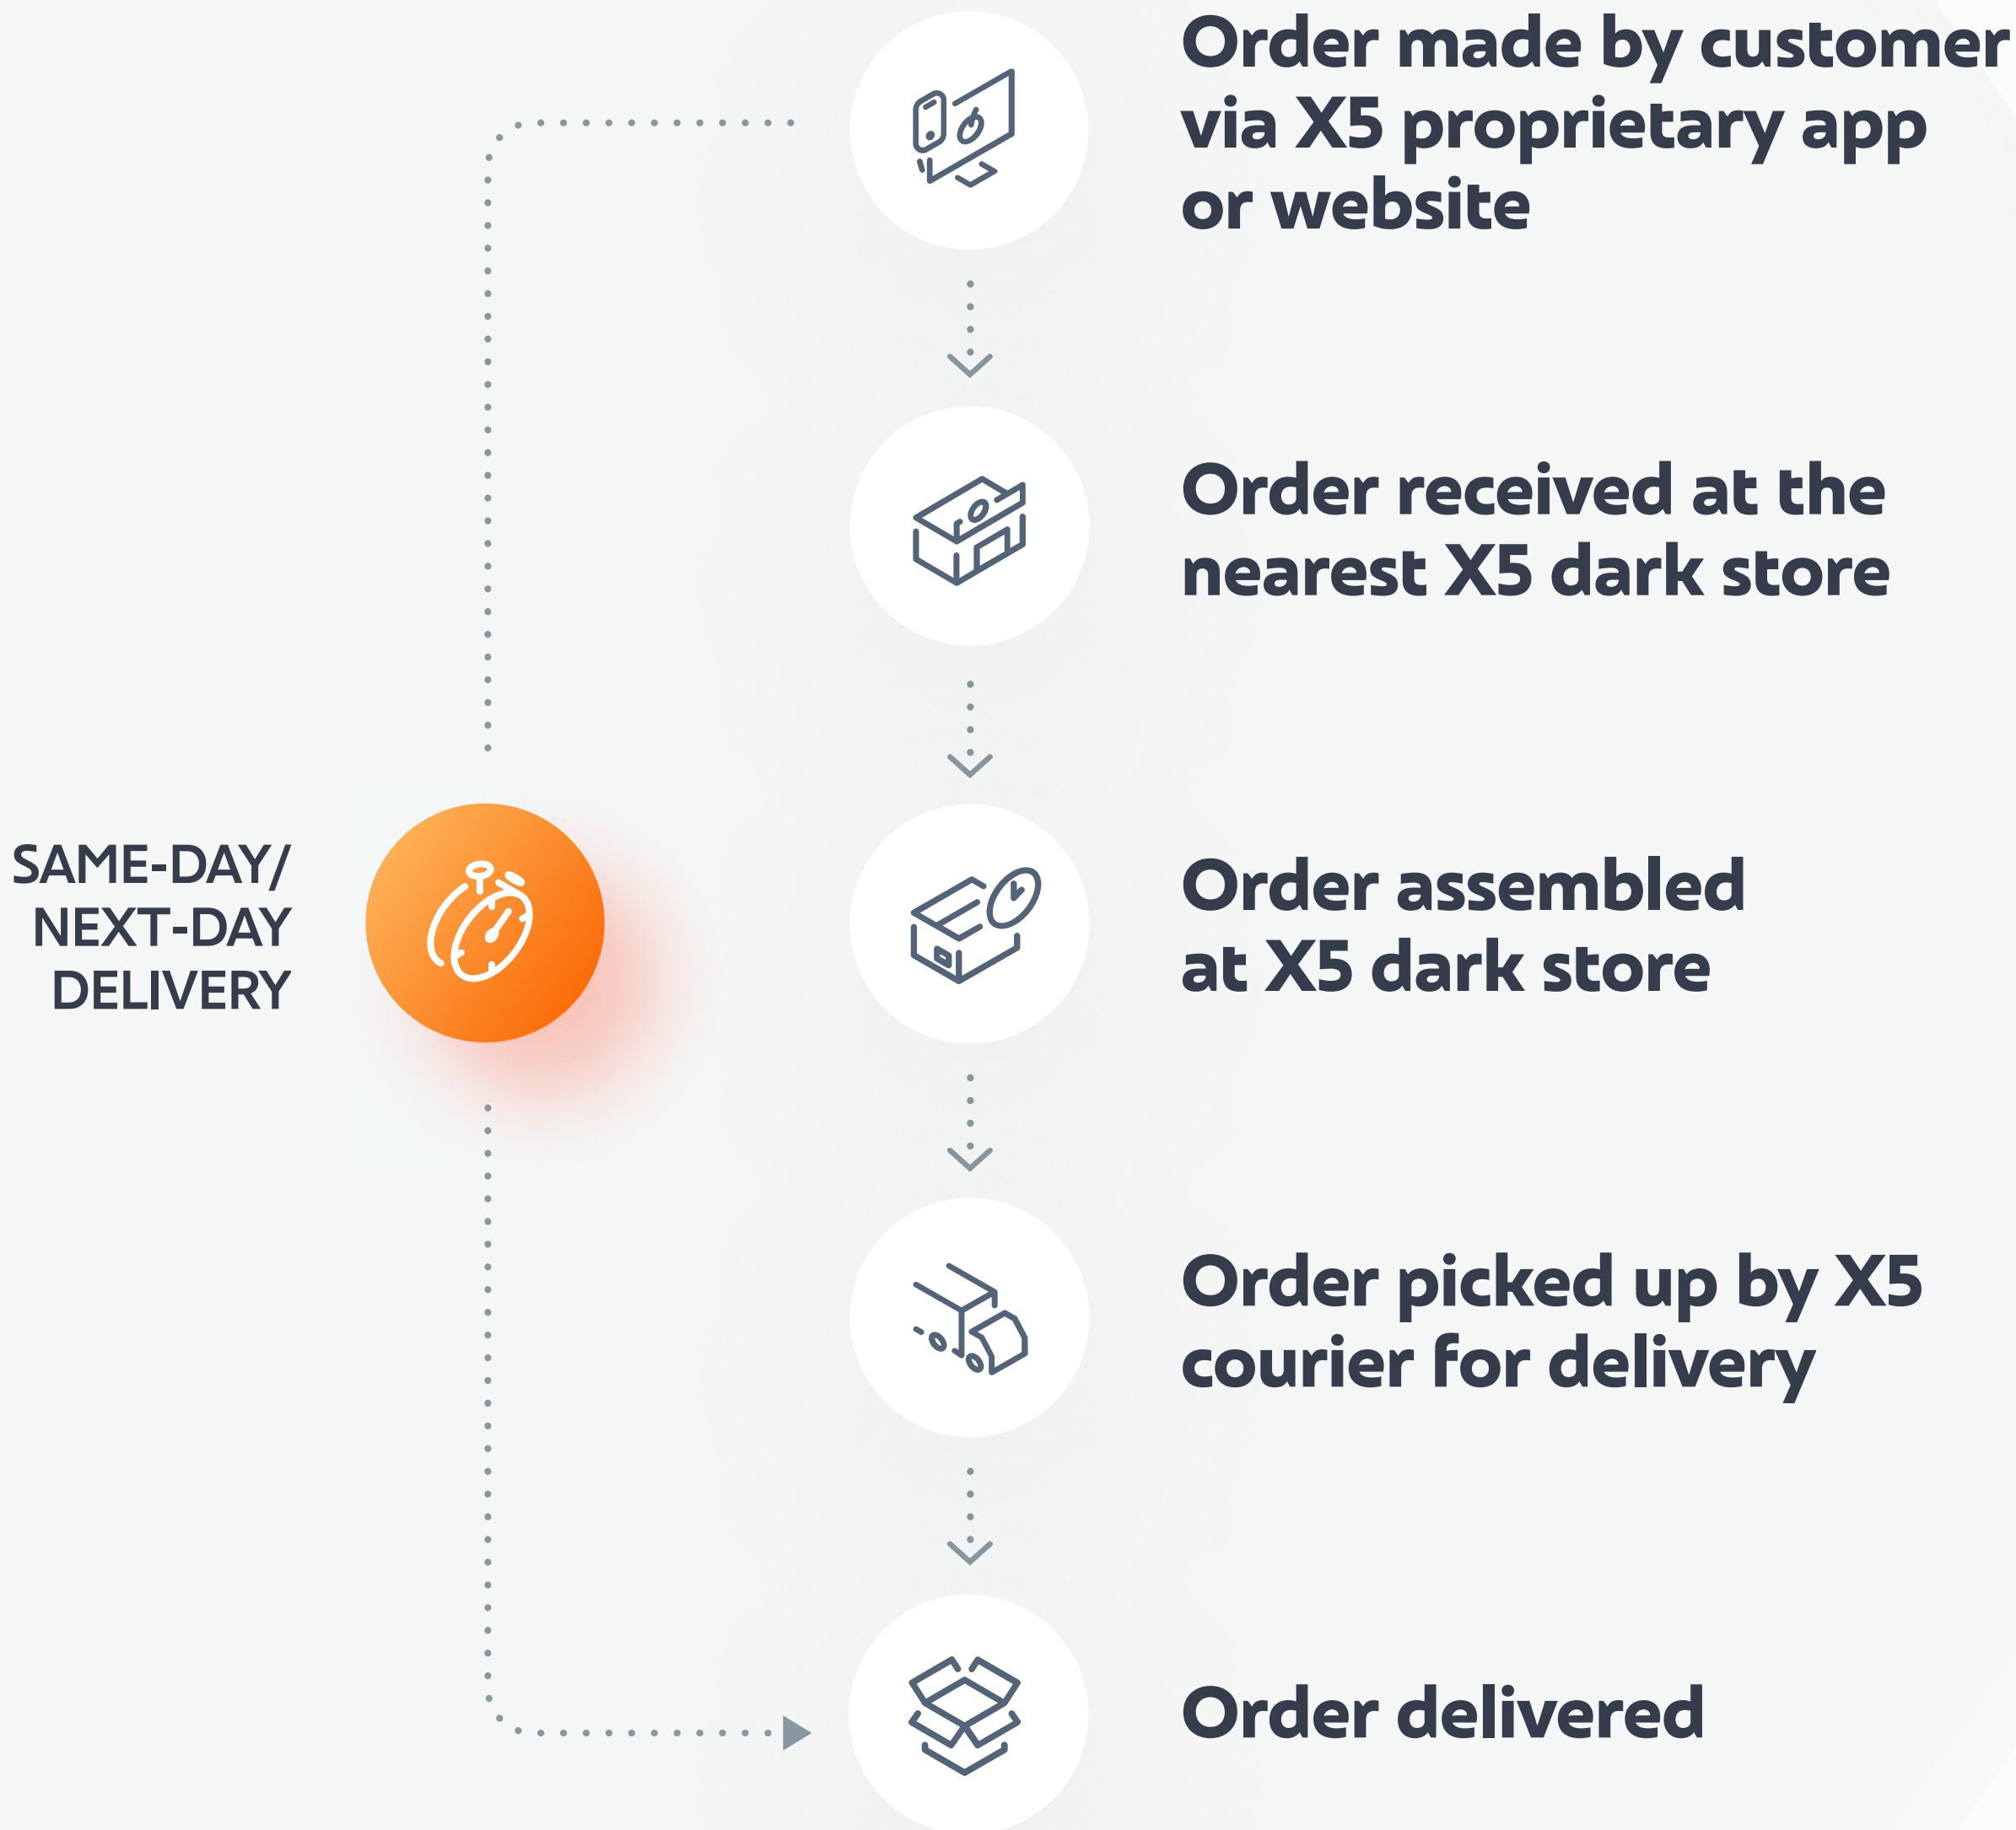 Order made by customer
via X5 proprietary app
or website
Order received at the
nearest X5 dark store
SAME-DAY/
NEXT-DAY
DELIVERY
Order assembled
at X5 dark store
Order picked up by X5
courier for delivery
Order delivered